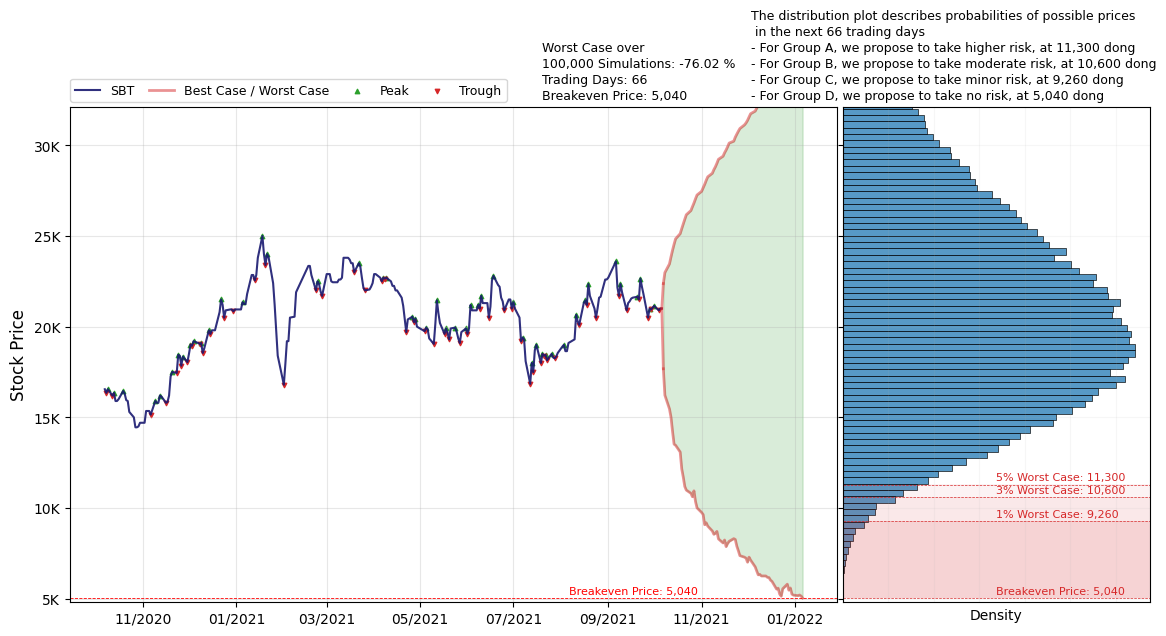 The distribution plot describes probabilities of possible prices
in the next 66 trading days
- For Group A, we propose to take higher risk, at 11,300 dong
- For Group B, we propose to take moderate risk, at 10,600 dong
- For Group C, we propose to take minor risk, at 9,260 dong
- For Group D, we propose to take no risk, at 5,040 dong
Worst Case over
100,000 Simulations: -76.02 %
Trading Days: 66
Breakeven Price: 5,040
SBT
Best Case / Worst Case
Peak
Trough
Stock Price
30K
25K
20K
15K
10K
5K
Breakeven Price: 5,040
11/2020
01/2021
03/2021
05/2021
07/2021
09/2021
11/2021
01/2022
5% Worst Case: 11,300
3% Worst Case: 10,600
1% Worst Case: 9,260
Breakeven Price: 5,040
Density